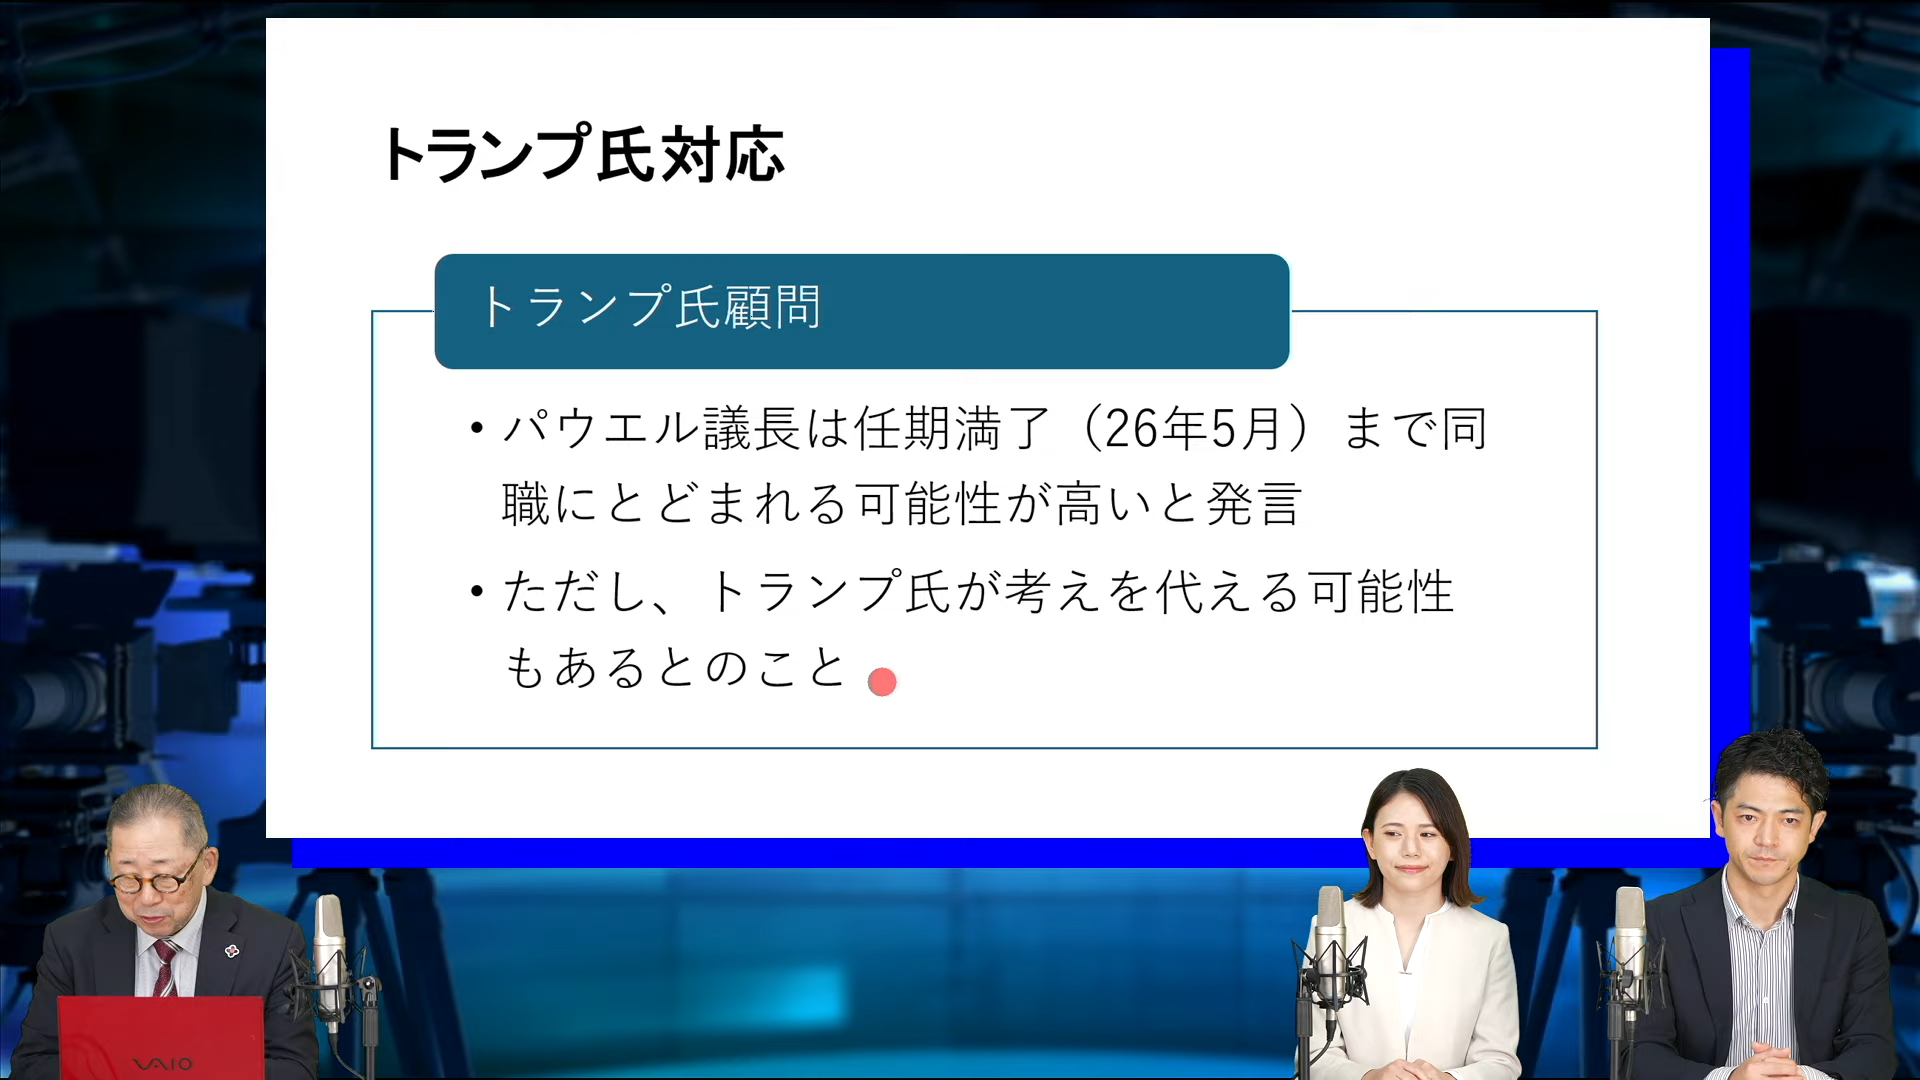 トランプ氏対応
トランプ氏顧問
• パウエル議長は任期満了（26年5月）まで同
職にとどまれる可能性が高いと発言
• ただし、トランプ氏が考えを代える可能性
もあるとのこと
VAIO